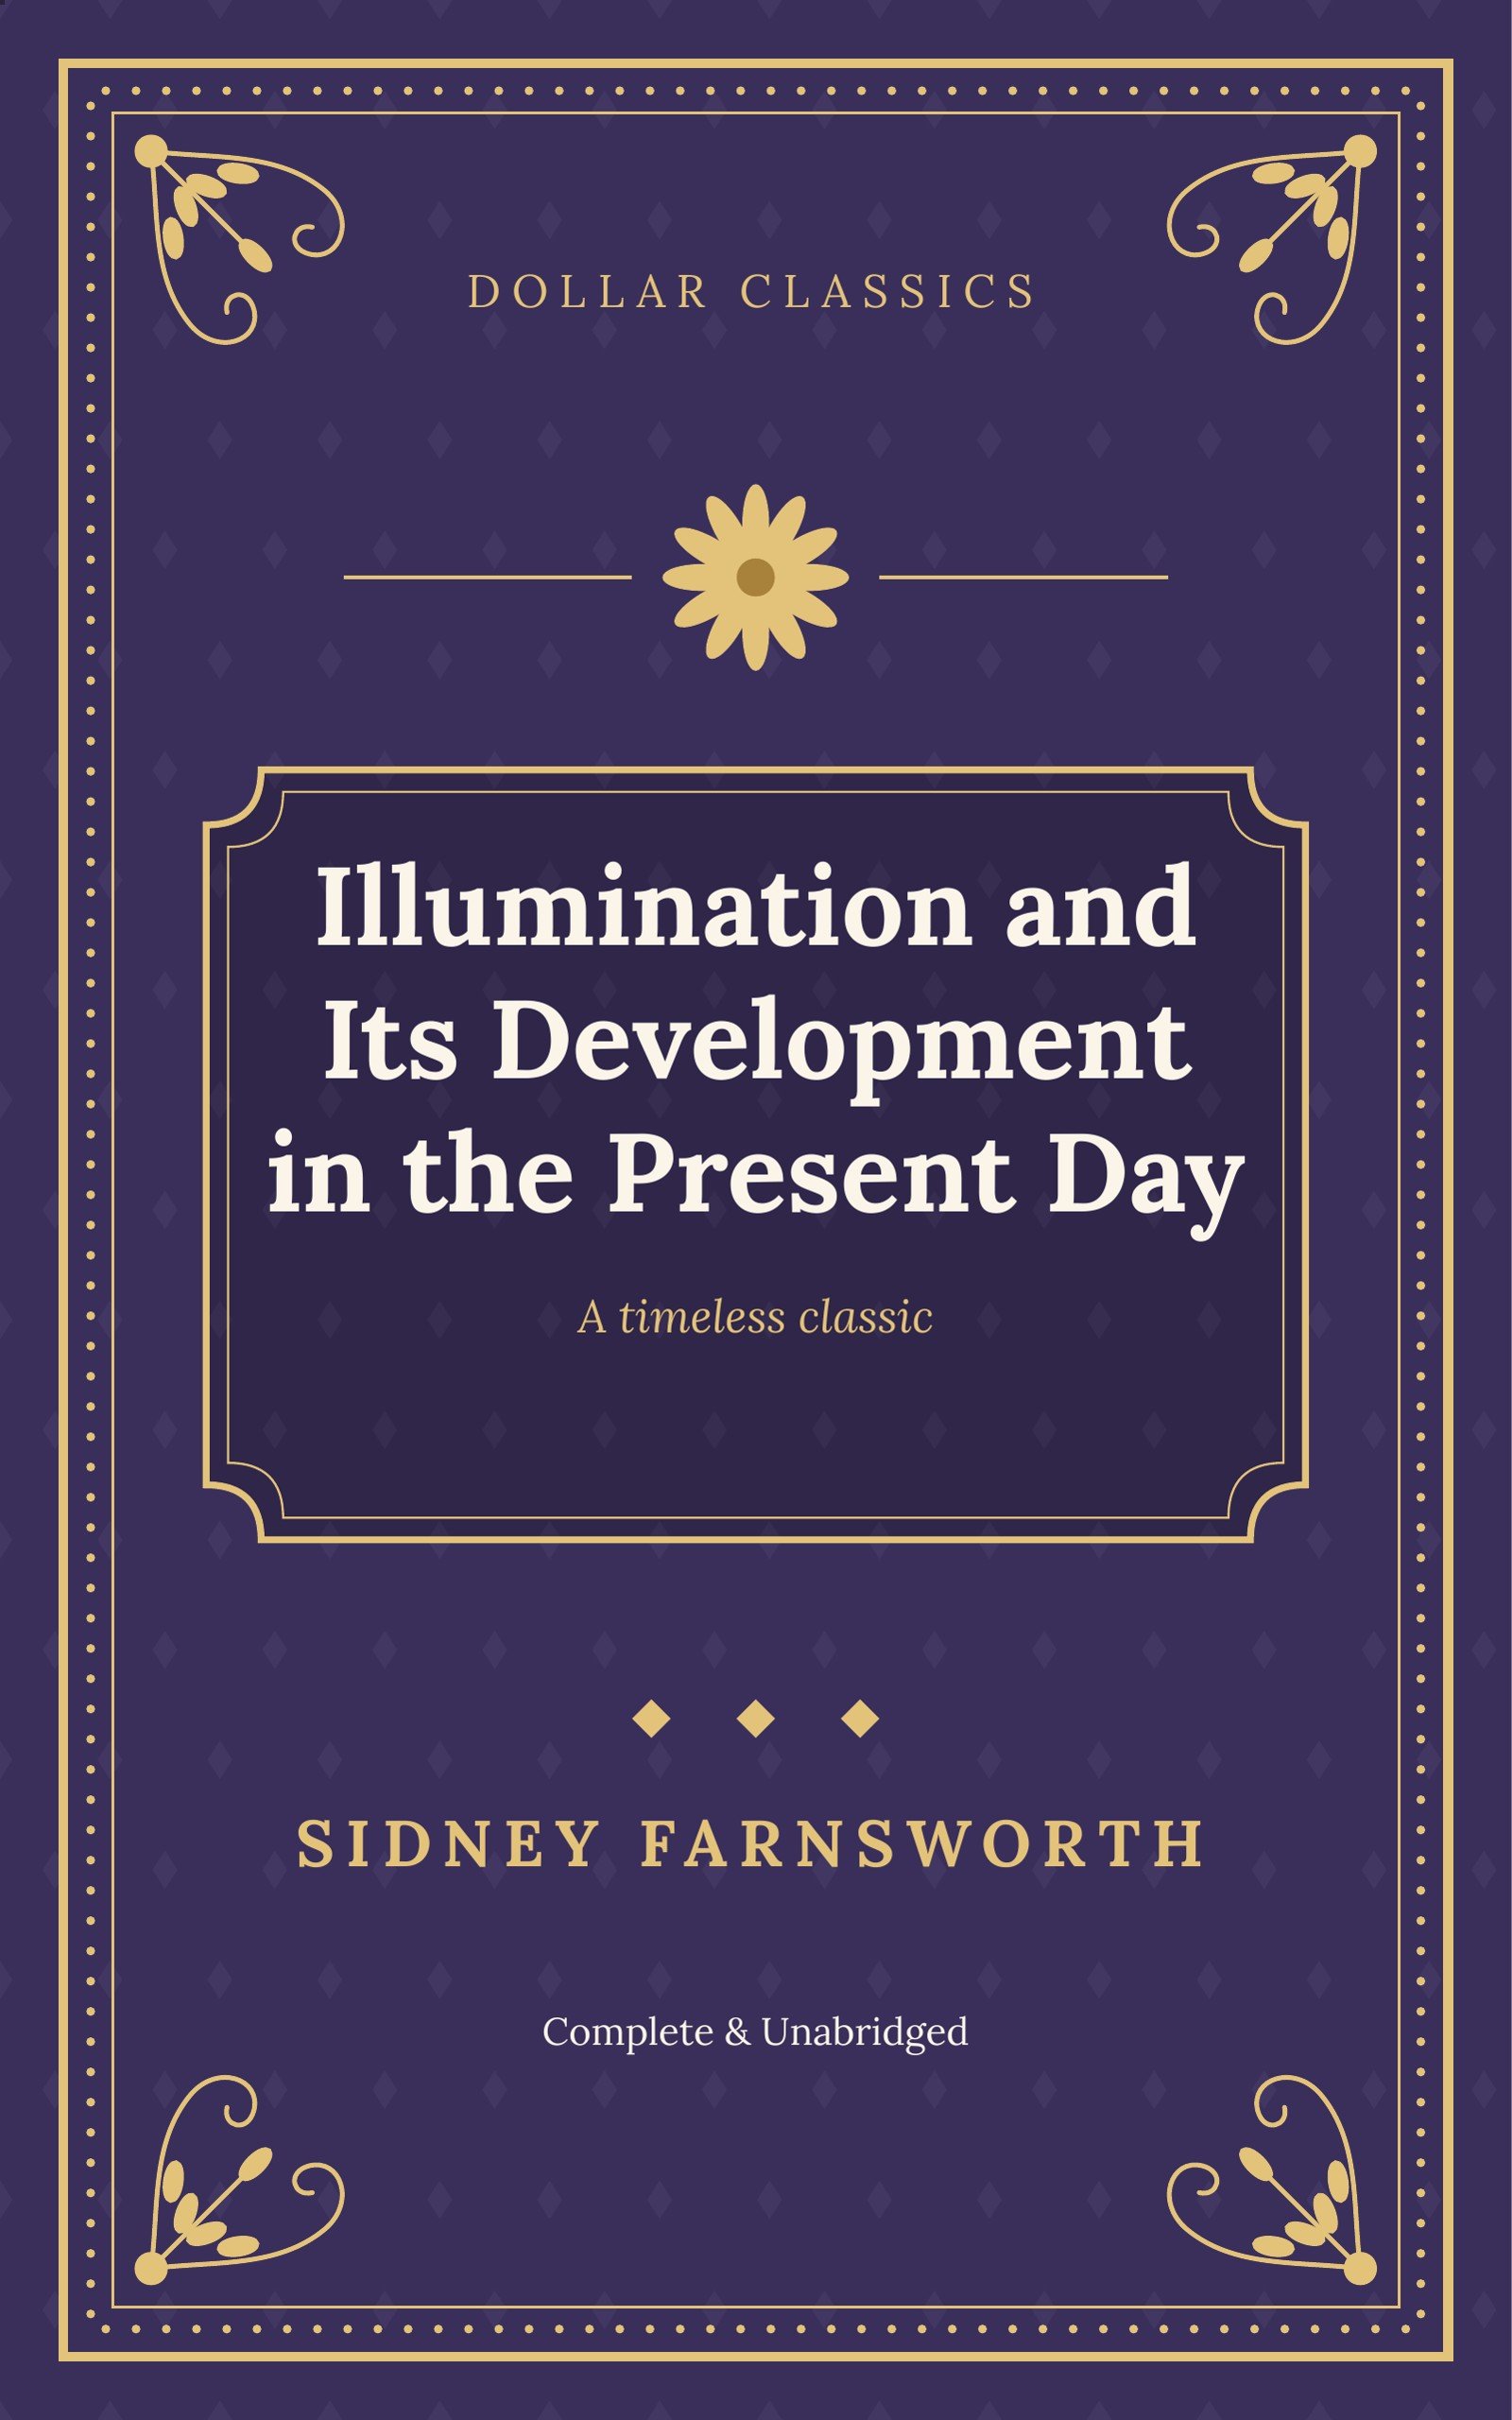 DOLLAR CLASSICS
Illumination and
Its Development
in the Present Day
A timeless classic
SIDNEY FARNSWORTH
Complete & Unabridged